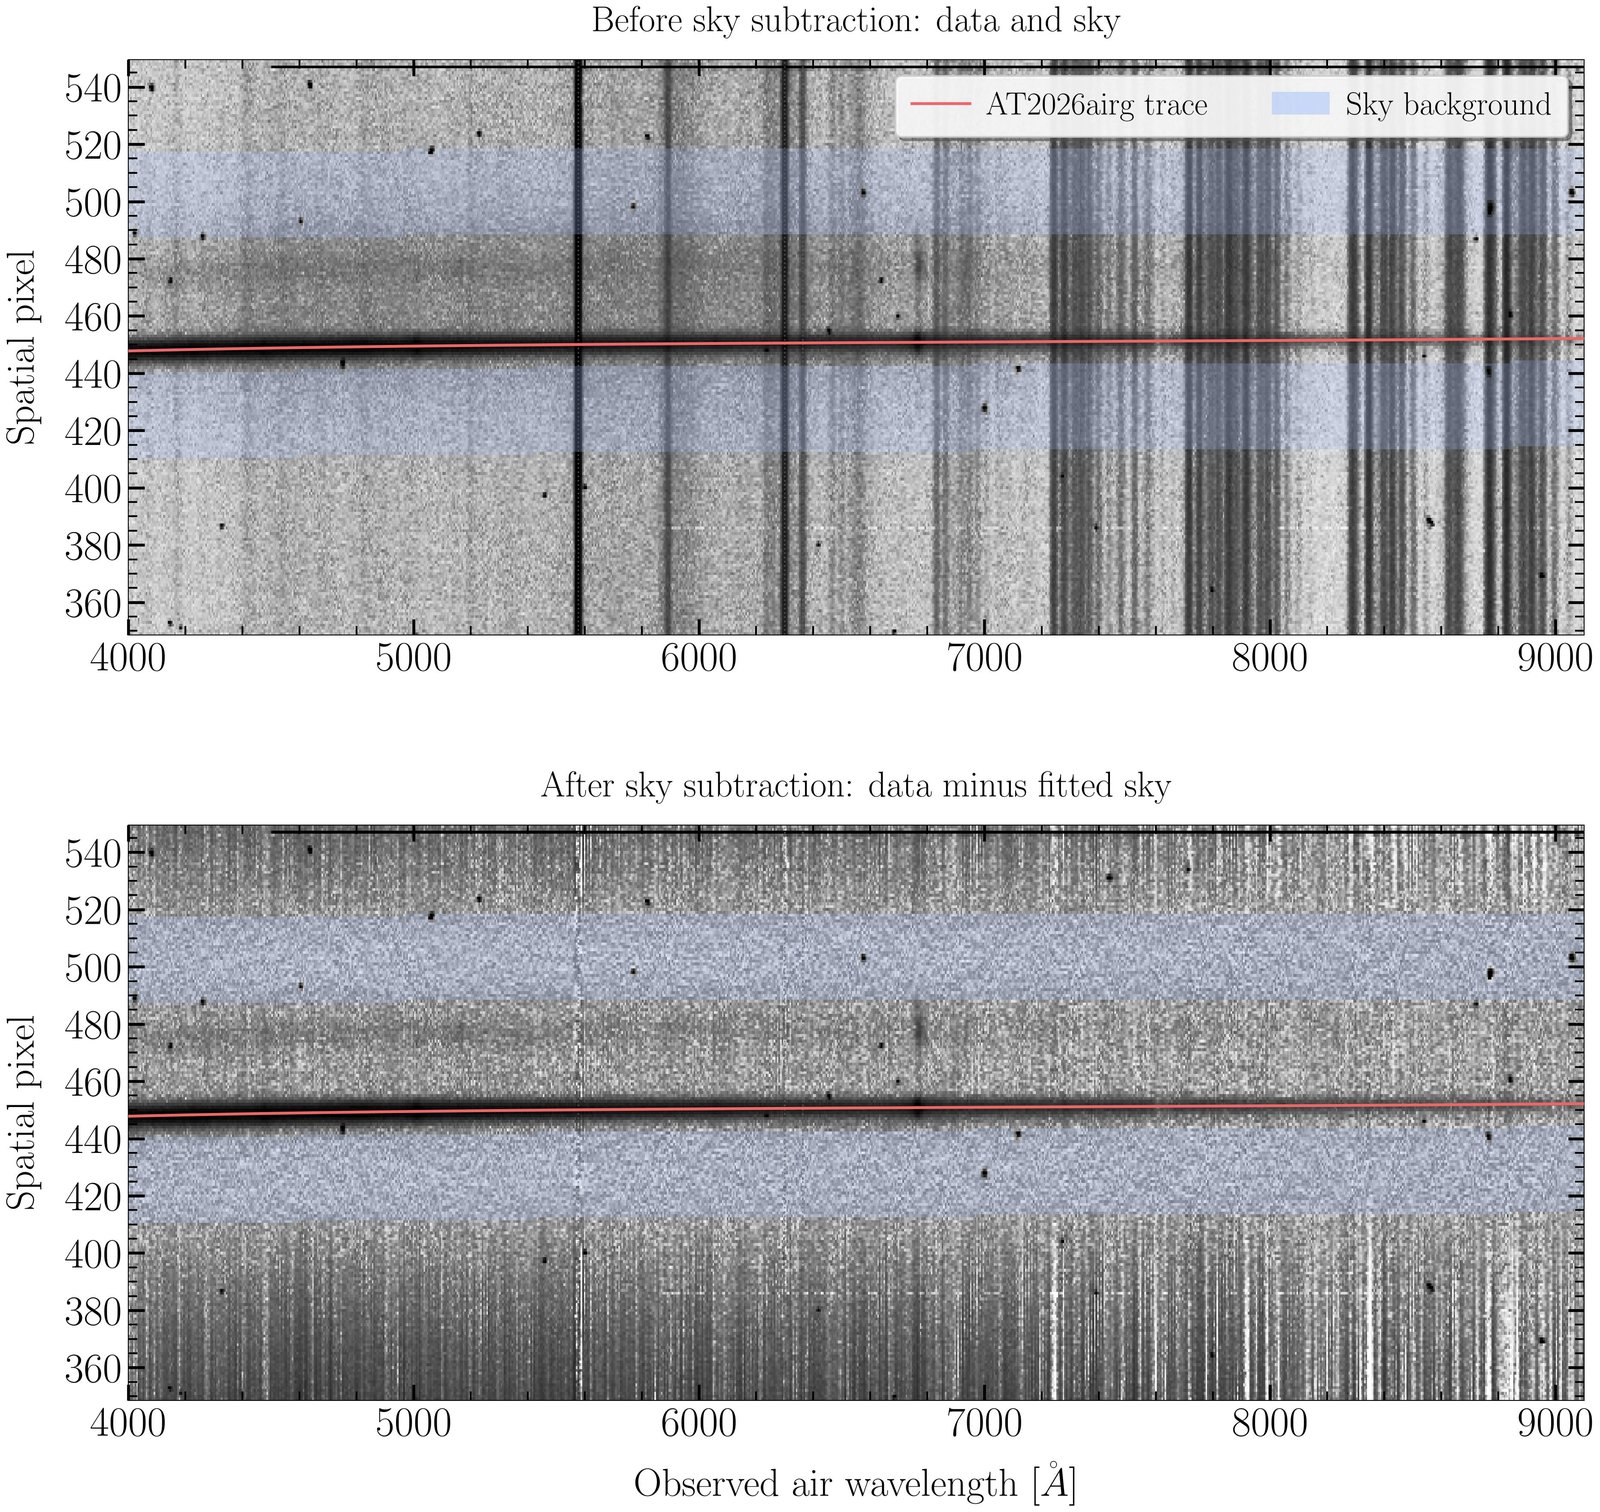 Before sky subtraction: data and sky
AT2026airg trace
Sky background
Spatial pixel
540
520
500
480
460
440
420
400
380
360
4000 5000 6000 7000 8000 9000
After sky subtraction: data minus fitted sky
Spatial pixel
540
520
500
480
460
440
420
400
380
360
4000 5000 6000 7000 8000 9000
Observed air wavelength [Å]